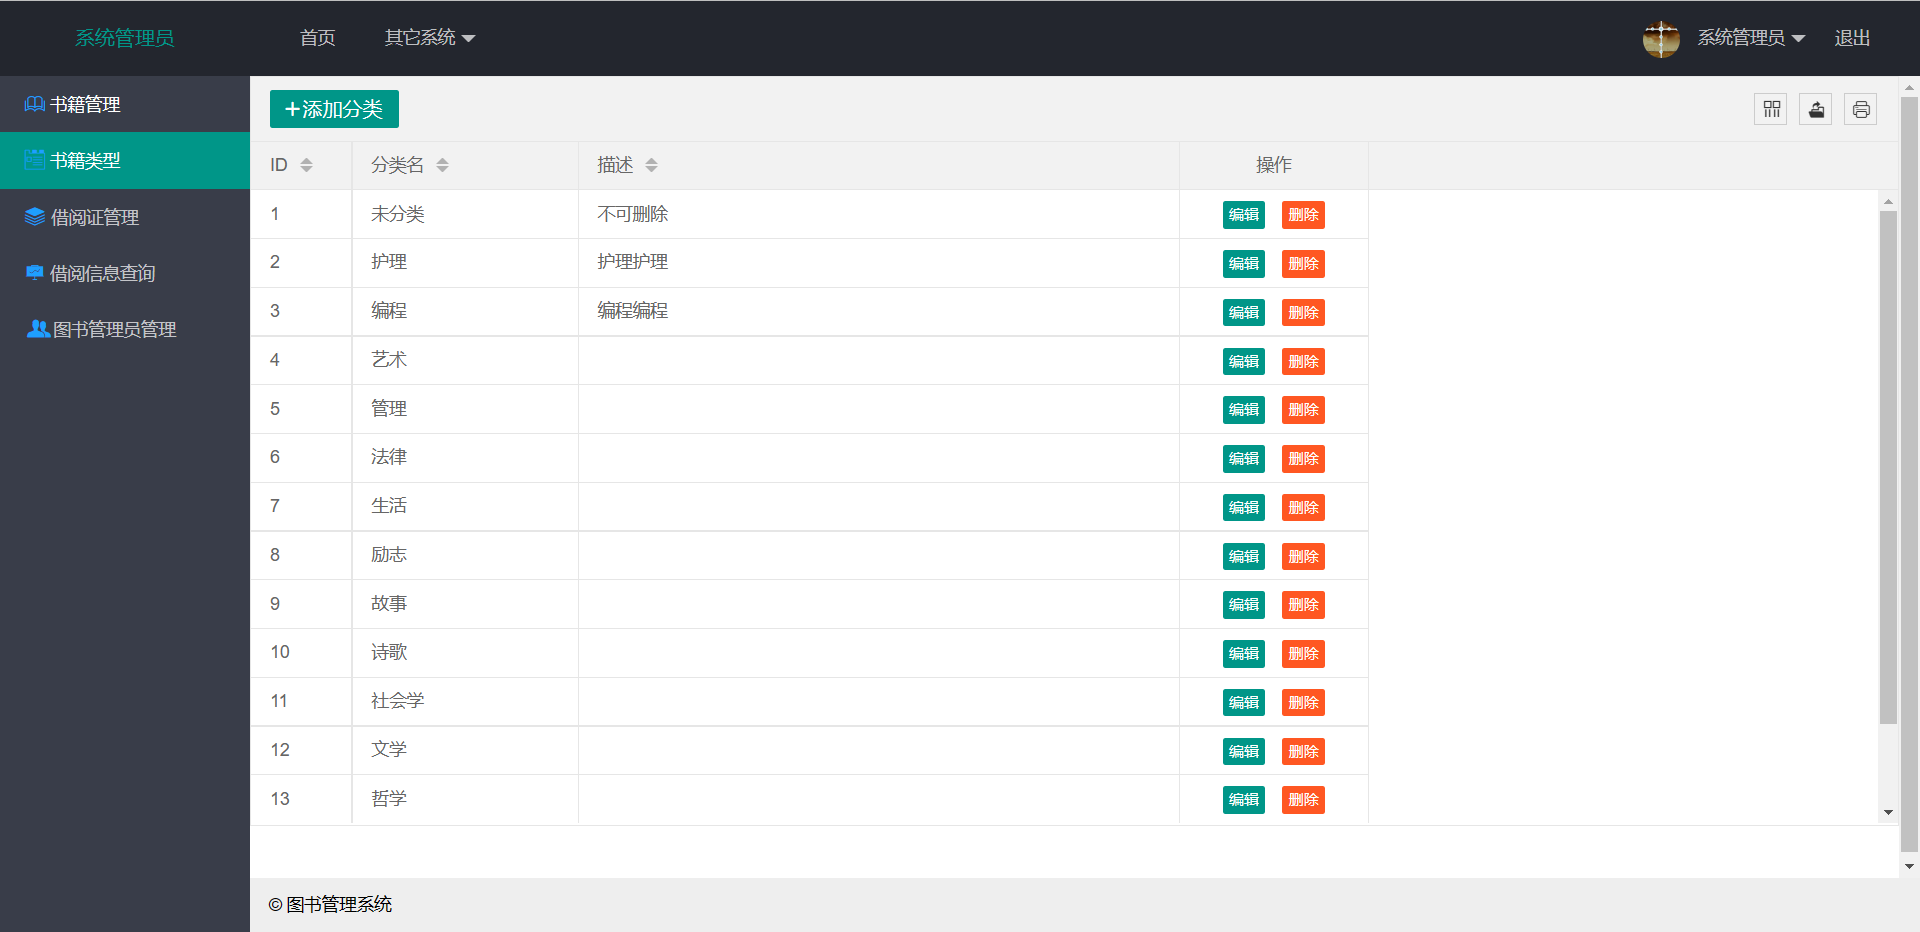 系统管理员 首页 其它系统 系统管理员 退出
书籍管理
书籍类型
借阅证管理
借阅信息查询
图书管理员管理
添加分类
ID 分类名 描述 操作
1 未分类 不可删除 编辑 删除
2 护理 护理护理 编辑 删除
3 编程 编程编程 编辑 删除
4 艺术 编辑 删除
5 管理 编辑 删除
6 法律 编辑 删除
7 生活 编辑 删除
8 励志 编辑 删除
9 故事 编辑 删除
10 诗歌 编辑 删除
11 社会学 编辑 删除
12 文学 编辑 删除
13 哲学 编辑 删除
© 图书管理系统